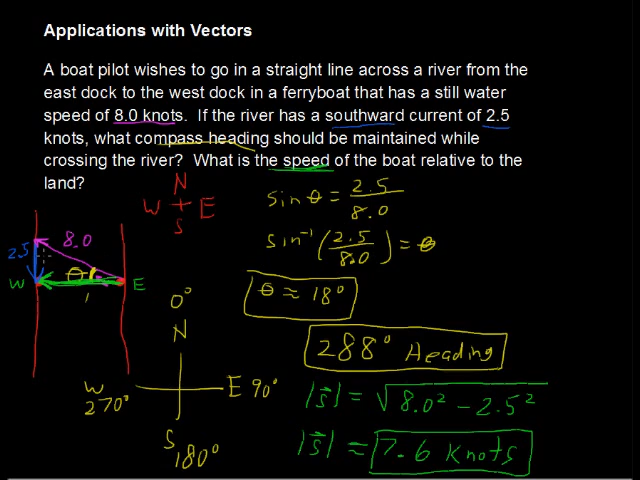 Applications with Vectors
A boat pilot wishes to go in a straight line across a river from the
east dock to the west dock in a ferryboat that has a still water
speed of 8.0 knots.  If the river has a southward current of 2.5
knots, what compass heading should be maintained while
crossing the river?  What is the speed of the boat relative to the
land?
N
W E
S
sin θ = 2.5/8.0
sin⁻¹(2.5/8.0) = θ
2.5
8.0
W θ E
θ ≈ 18°
0°
N
288° Heading
W
270°
E 90°
S
180°
|s⃗| = √8.0² − 2.5²
|s⃗| ≈ 7.6 Knots